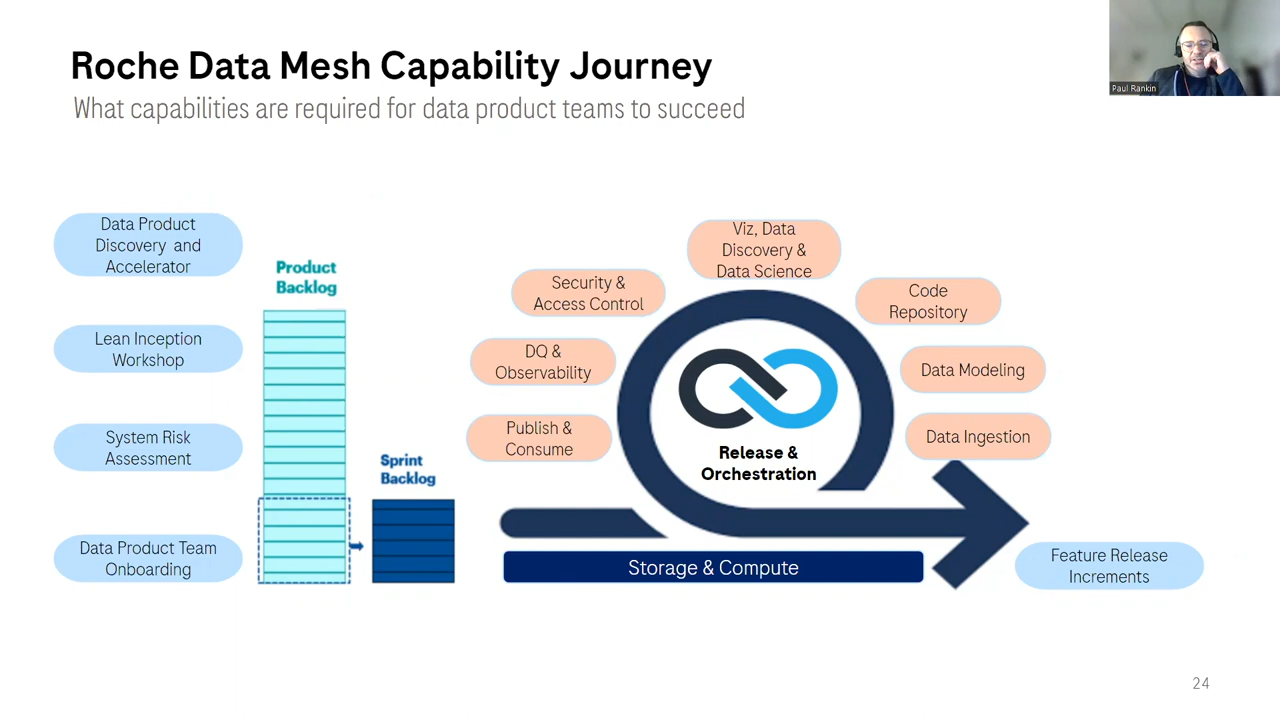 Roche Data Mesh Capability Journey
What capabilities are required for data product teams to succeed
Paul Rankin
Data Product
Discovery and
Accelerator
Lean Inception
Workshop
System Risk
Assessment
Data Product Team
Onboarding
Product
Backlog
Sprint
Backlog
Viz, Data
Discovery &
Data Science
Security &
Access Control
DQ &
Observability
Publish &
Consume
Code
Repository
Data Modeling
Data Ingestion
Release &
Orchestration
Storage & Compute
Feature Release
Increments
24